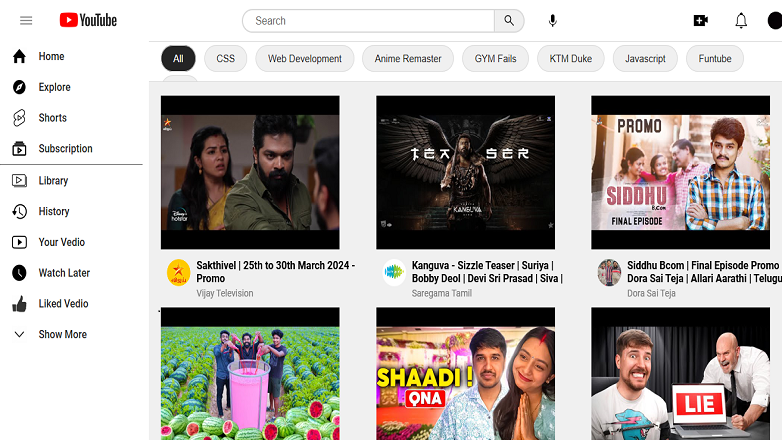 YouTube
Search
Home
Explore
Shorts
Subscription
Library
History
Your Vedio
Watch Later
Liked Vedio
Show More
All
CSS
Web Development
Anime Remaster
GYM Fails
KTM Duke
Javascript
Funtube
Disney+
hotstar
TEASER
KANGUVA
PROMO
SIDDHU
B.Com
FINAL EPISODE
Sakthivel | 25th to 30th March 2024 -
Promo
Vijay Television
Kanguva - Sizzle Teaser | Suriya |
Bobby Deol | Devi Sri Prasad | Siva |
Saregama Tamil
Siddhu Bcom | Final Episode Promo
Dora Sai Teja | Allari Aarathi | Telugu
Dora Sai Teja
SHAADI !
QNA
LIE